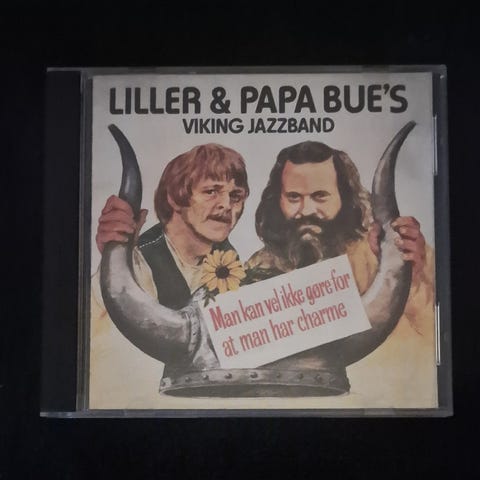 LILLER & PAPA BUE'S
VIKING JAZZBAND
Man kan vel ikke gøre for
at man har charme